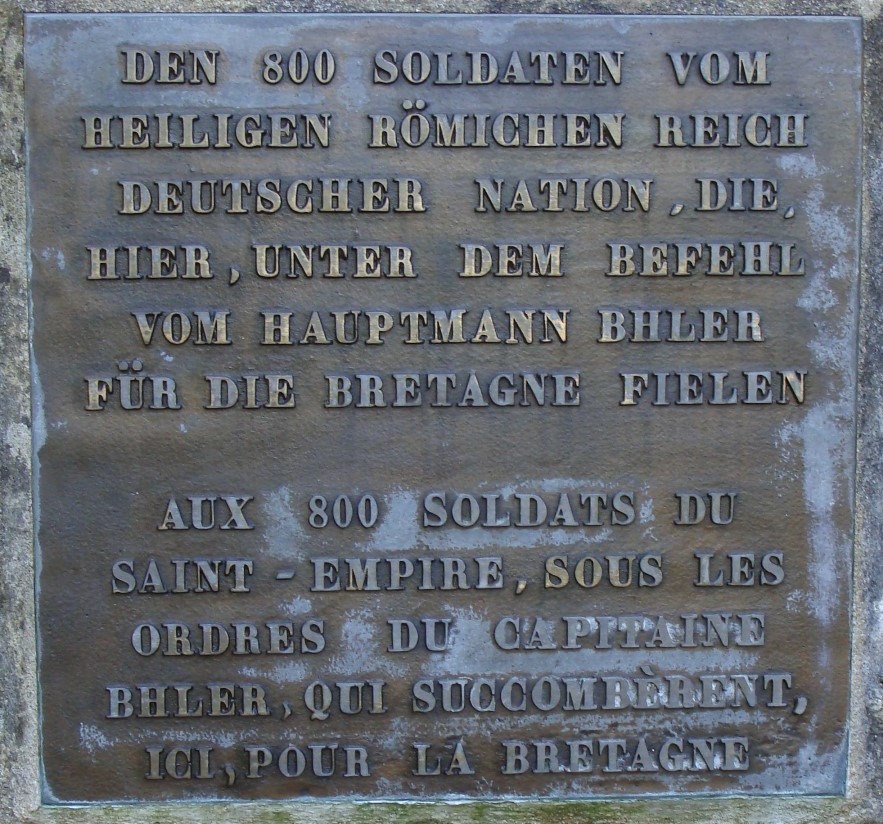 DEN 800 SOLDATEN VOM
HEILIGEN RÖMICHEN REICH
DEUTSCHER NATION, DIE,
HIER, UNTER DEM BEFEHL
VOM HAUPTMANN BHLER
FÜR DIE BRETAGNE FIELEN
AUX 800 SOLDATS DU
SAINT-EMPIRE, SOUS LES
ORDRES DU CAPITAINE
BHLER, QUI SUCCOMBÈRENT,
ICI, POUR LA BRETAGNE